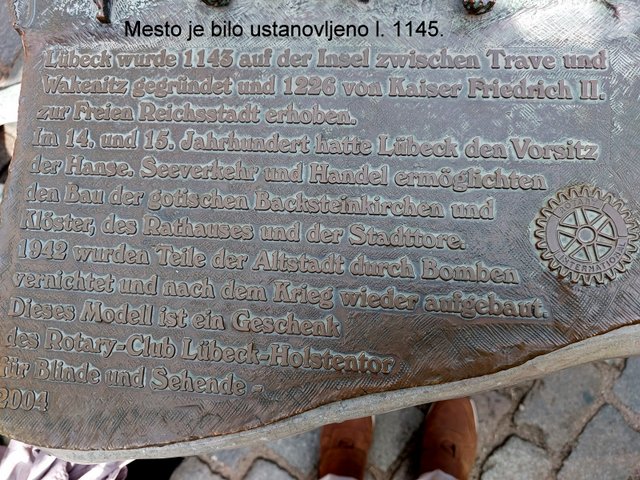 Mesto je bilo ustanovljeno l. 1145.
Lübeck wurde 1143 auf der Insel zwischen Trave und
Wakenitz gegründet und 1226 von Kaiser Friedrich II.
zur Freien Reichsstadt erhoben.
Im 14. und 15. Jahrhundert hatte Lübeck den Vorsitz
der Hanse. Seeverkehr und Handel ermöglichten
den Bau der gotischen Backsteinkirchen und
Klöster, des Rathauses und der Stadttore.
1942 wurden Teile der Altstadt durch Bomben
vernichtet und nach dem Krieg wieder aufgebaut.
Dieses Modell ist ein Geschenk
des Rotary-Club Lübeck-Holstentor
für Blinde und Sehende -
2004
ROTARY
INTERNATIONAL